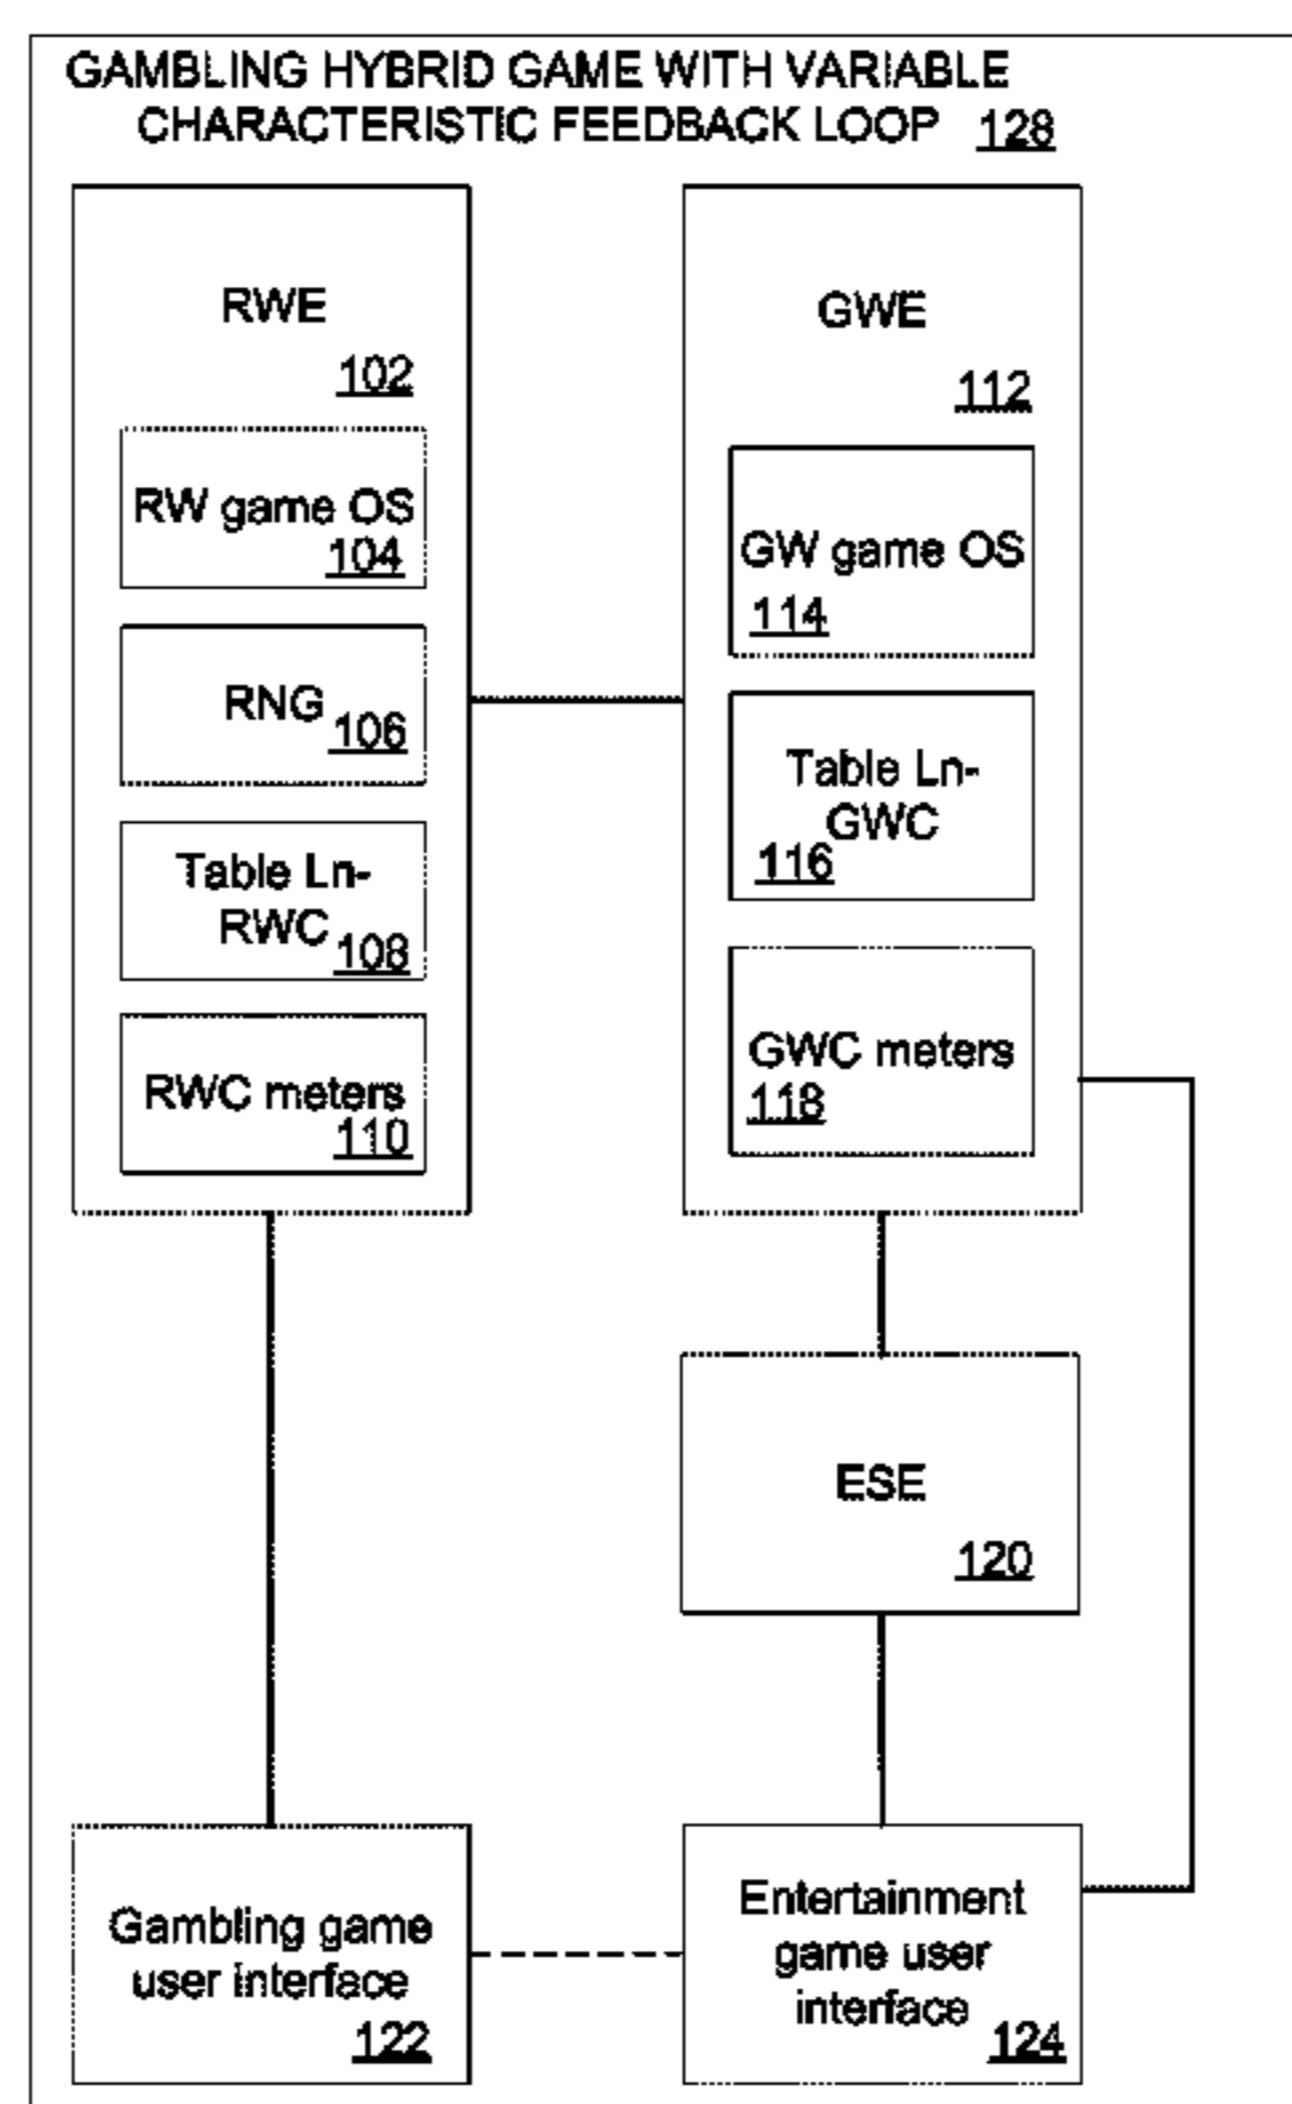 GAMBLING HYBRID GAME WITH VARIABLE
CHARACTERISTIC FEEDBACK LOOP 128
RWE
102
RW game OS
104
RNG
106
Table Ln-
RWC
108
RWC meters
110
GWE
112
GW game OS
114
Table Ln-
GWC
116
GWC meters
118
ESE
120
Gambling game
user interface
122
Entertainment
game user
interface
124